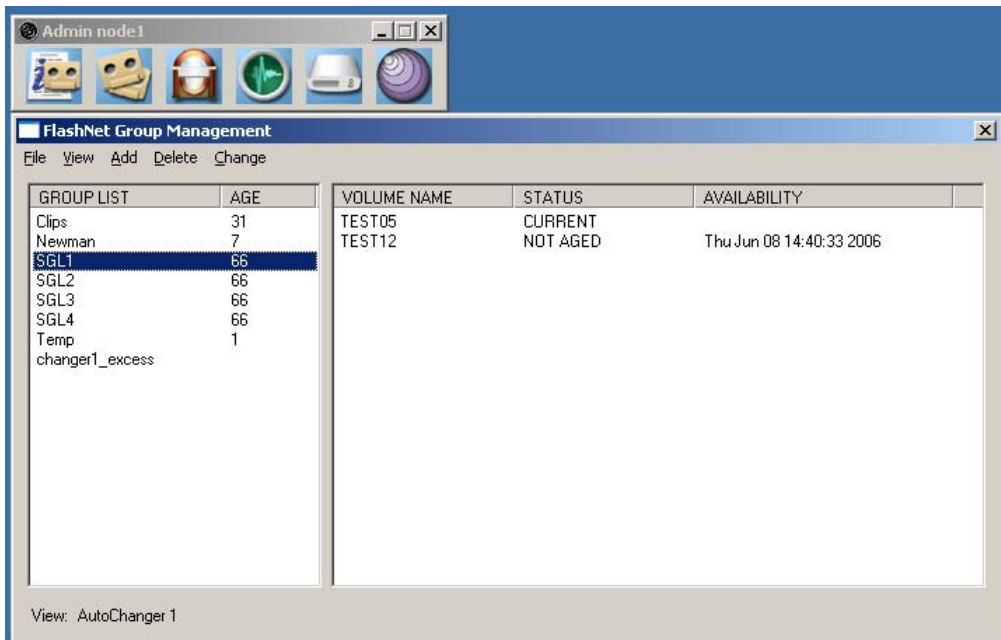 Admin node1
FlashNet Group Management
File View Add Delete Change
GROUP LIST AGE
Clips 31
Newman 7
SGL1 66
SGL2 66
SGL3 66
SGL4 66
Temp 1
changer1_excess
VOLUME NAME STATUS AVAILABILITY
TEST05 CURRENT
TEST12 NOT AGED Thu Jun 08 14:40:33 2006
View: AutoChanger 1